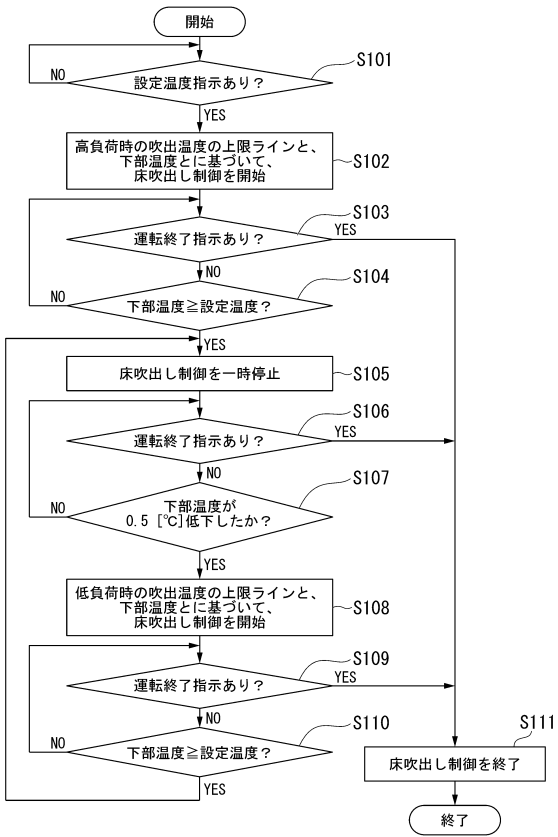 開始
設定温度指示あり？
S101
NO
YES
高負荷時の吹出温度の上限ラインと、
下部温度とに基づいて、
床吹出し制御を開始
S102
運転終了指示あり？
S103
YES
NO
下部温度≧設定温度？
S104
NO
YES
床吹出し制御を一時停止
S105
運転終了指示あり？
S106
YES
NO
下部温度が
0.5 [℃]低下したか？
S107
NO
YES
低負荷時の吹出温度の上限ラインと、
下部温度とに基づいて、
床吹出し制御を開始
S108
運転終了指示あり？
S109
YES
NO
下部温度≧設定温度？
S110
NO
YES
床吹出し制御を終了
S111
終了